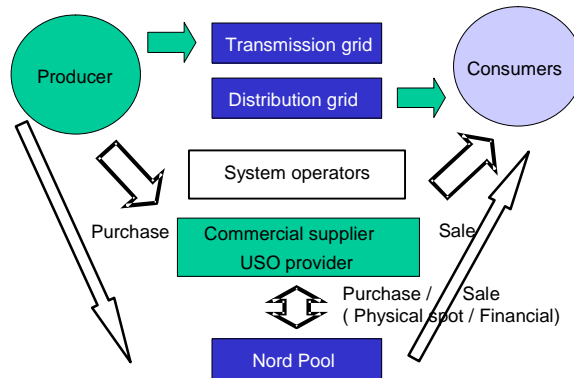 Transmission grid
Producer
Consumers
Distribution grid
System operators
Purchase
Sale
Commercial supplier
USO provider
Purchase / Sale
( Physical spot / Financial)
Nord Pool